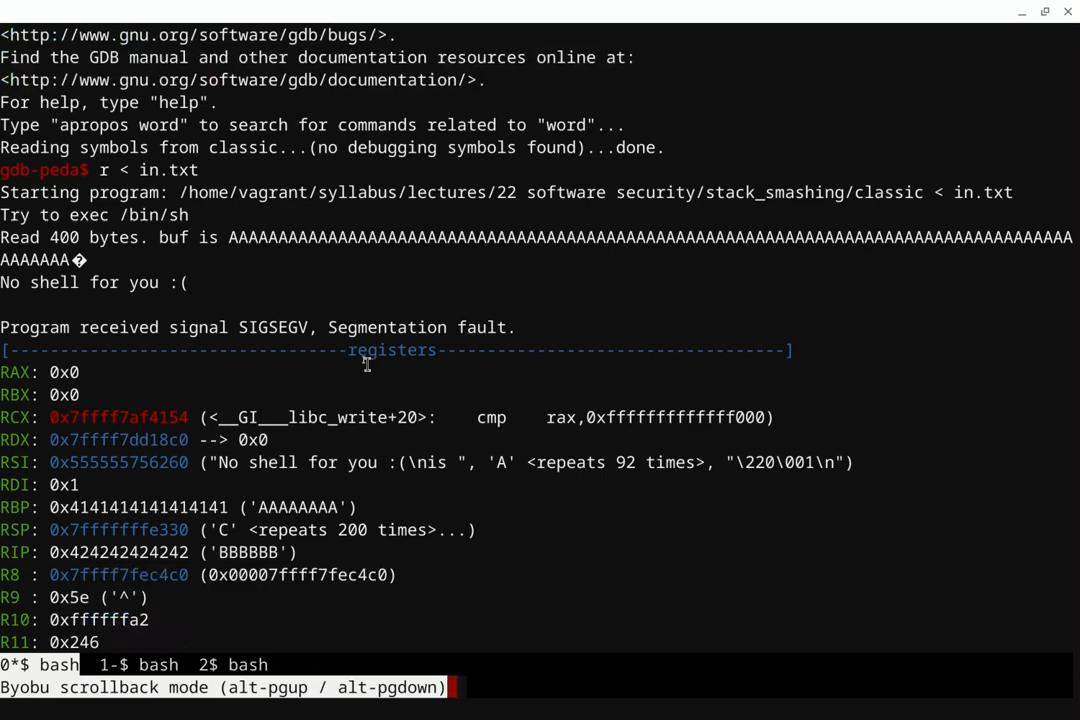 <http://www.gnu.org/software/gdb/bugs/>.
Find the GDB manual and other documentation resources online at:
<http://www.gnu.org/software/gdb/documentation/>.
For help, type "help".
Type "apropos word" to search for commands related to "word"...
Reading symbols from classic...(no debugging symbols found)...done.
gdb-peda$ r < in.txt
Starting program: /home/vagrant/syllabus/lectures/22 software security/stack_smashing/classic < in.txt
Try to exec /bin/sh
Read 400 bytes. buf is AAAAAAAAAAAAAAAAAAAAAAAAAAAAAAAAAAAAAAAAAAAAAAAAAAAAAAAAAAAAAAAAAAAAAAAAAAAAAAAAAAAAA
AAAAAAA�
No shell for you :(
Program received signal SIGSEGV, Segmentation fault.
[----------------------------------registers-----------------------------------]
RAX: 0x0
RBX: 0x0
RCX: 0x7ffff7af4154 (<__GI___libc_write+20>:    cmp    rax,0xfffffffffffff000)
RDX: 0x7ffff7dd18c0 --> 0x0
RSI: 0x555555756260 ("No shell for you :(\nis ", 'A' <repeats 92 times>, "\220\001\n")
RDI: 0x1
RBP: 0x4141414141414141 ('AAAAAAAA')
RSP: 0x7fffffffe330 ('C' <repeats 200 times>...)
RIP: 0x424242424242 ('BBBBBB')
R8 : 0x7ffff7fec4c0 (0x00007ffff7fec4c0)
R9 : 0x5e ('^')
R10: 0xffffffa2
R11: 0x246
0*$ bash  1-$ bash  2$ bash
Byobu scrollback mode (alt-pgup / alt-pgdown)